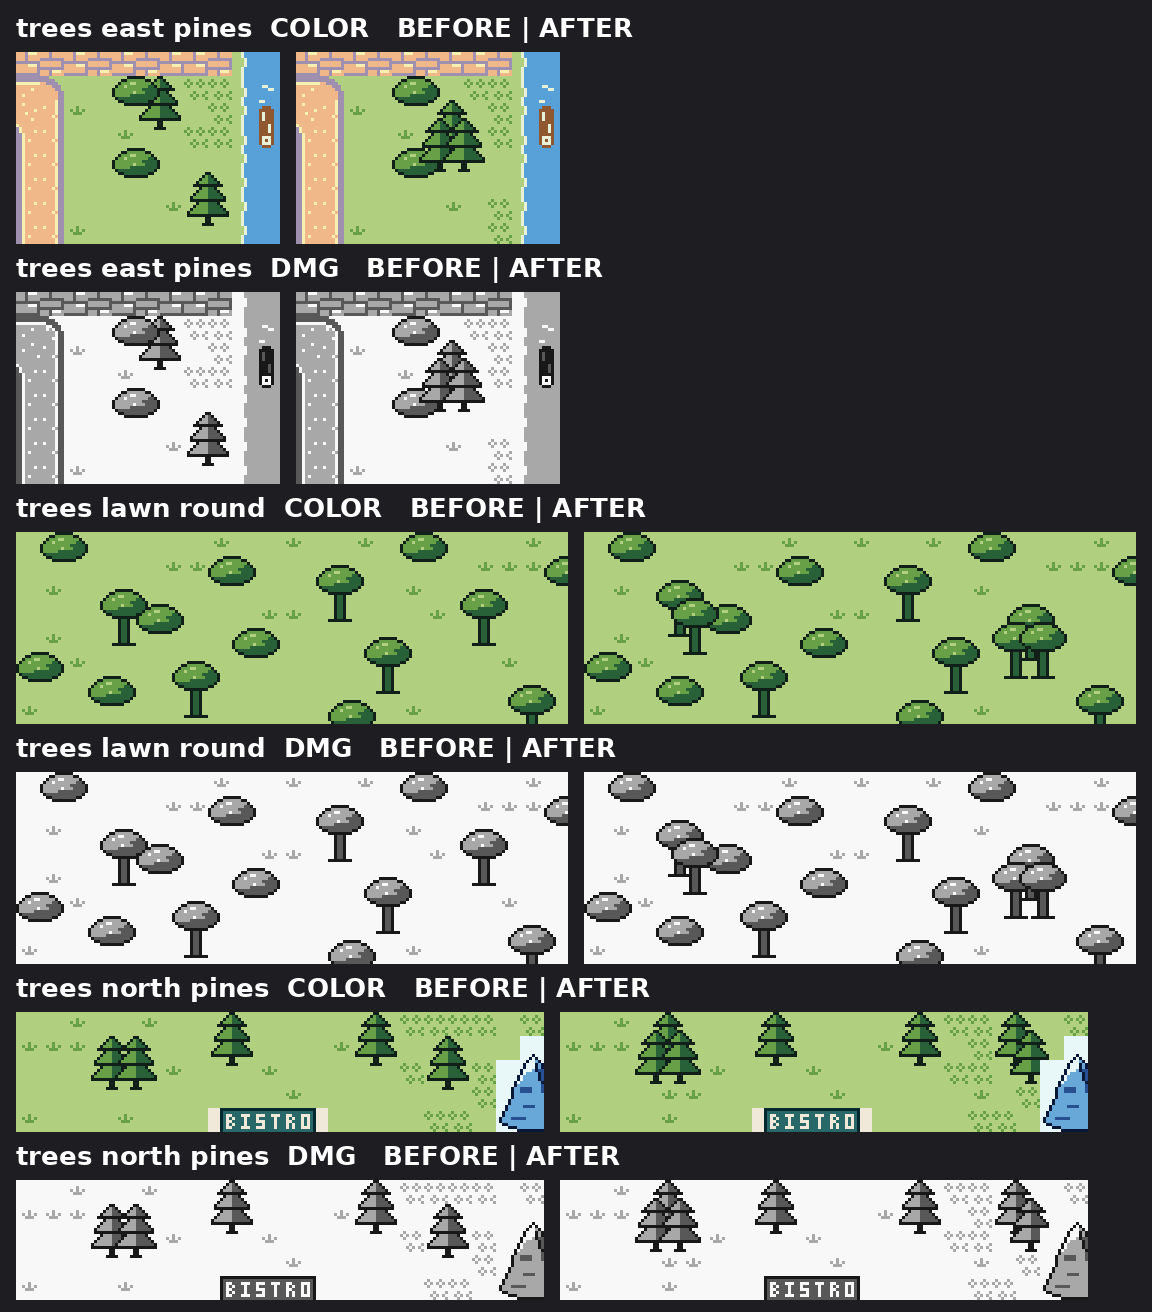 trees east pines COLOR BEFORE | AFTER
trees east pines DMG BEFORE | AFTER
trees lawn round COLOR BEFORE | AFTER
trees lawn round DMG BEFORE | AFTER
trees north pines COLOR BEFORE | AFTER
BISTRO BISTRO
trees north pines DMG BEFORE | AFTER
BISTRO BISTRO